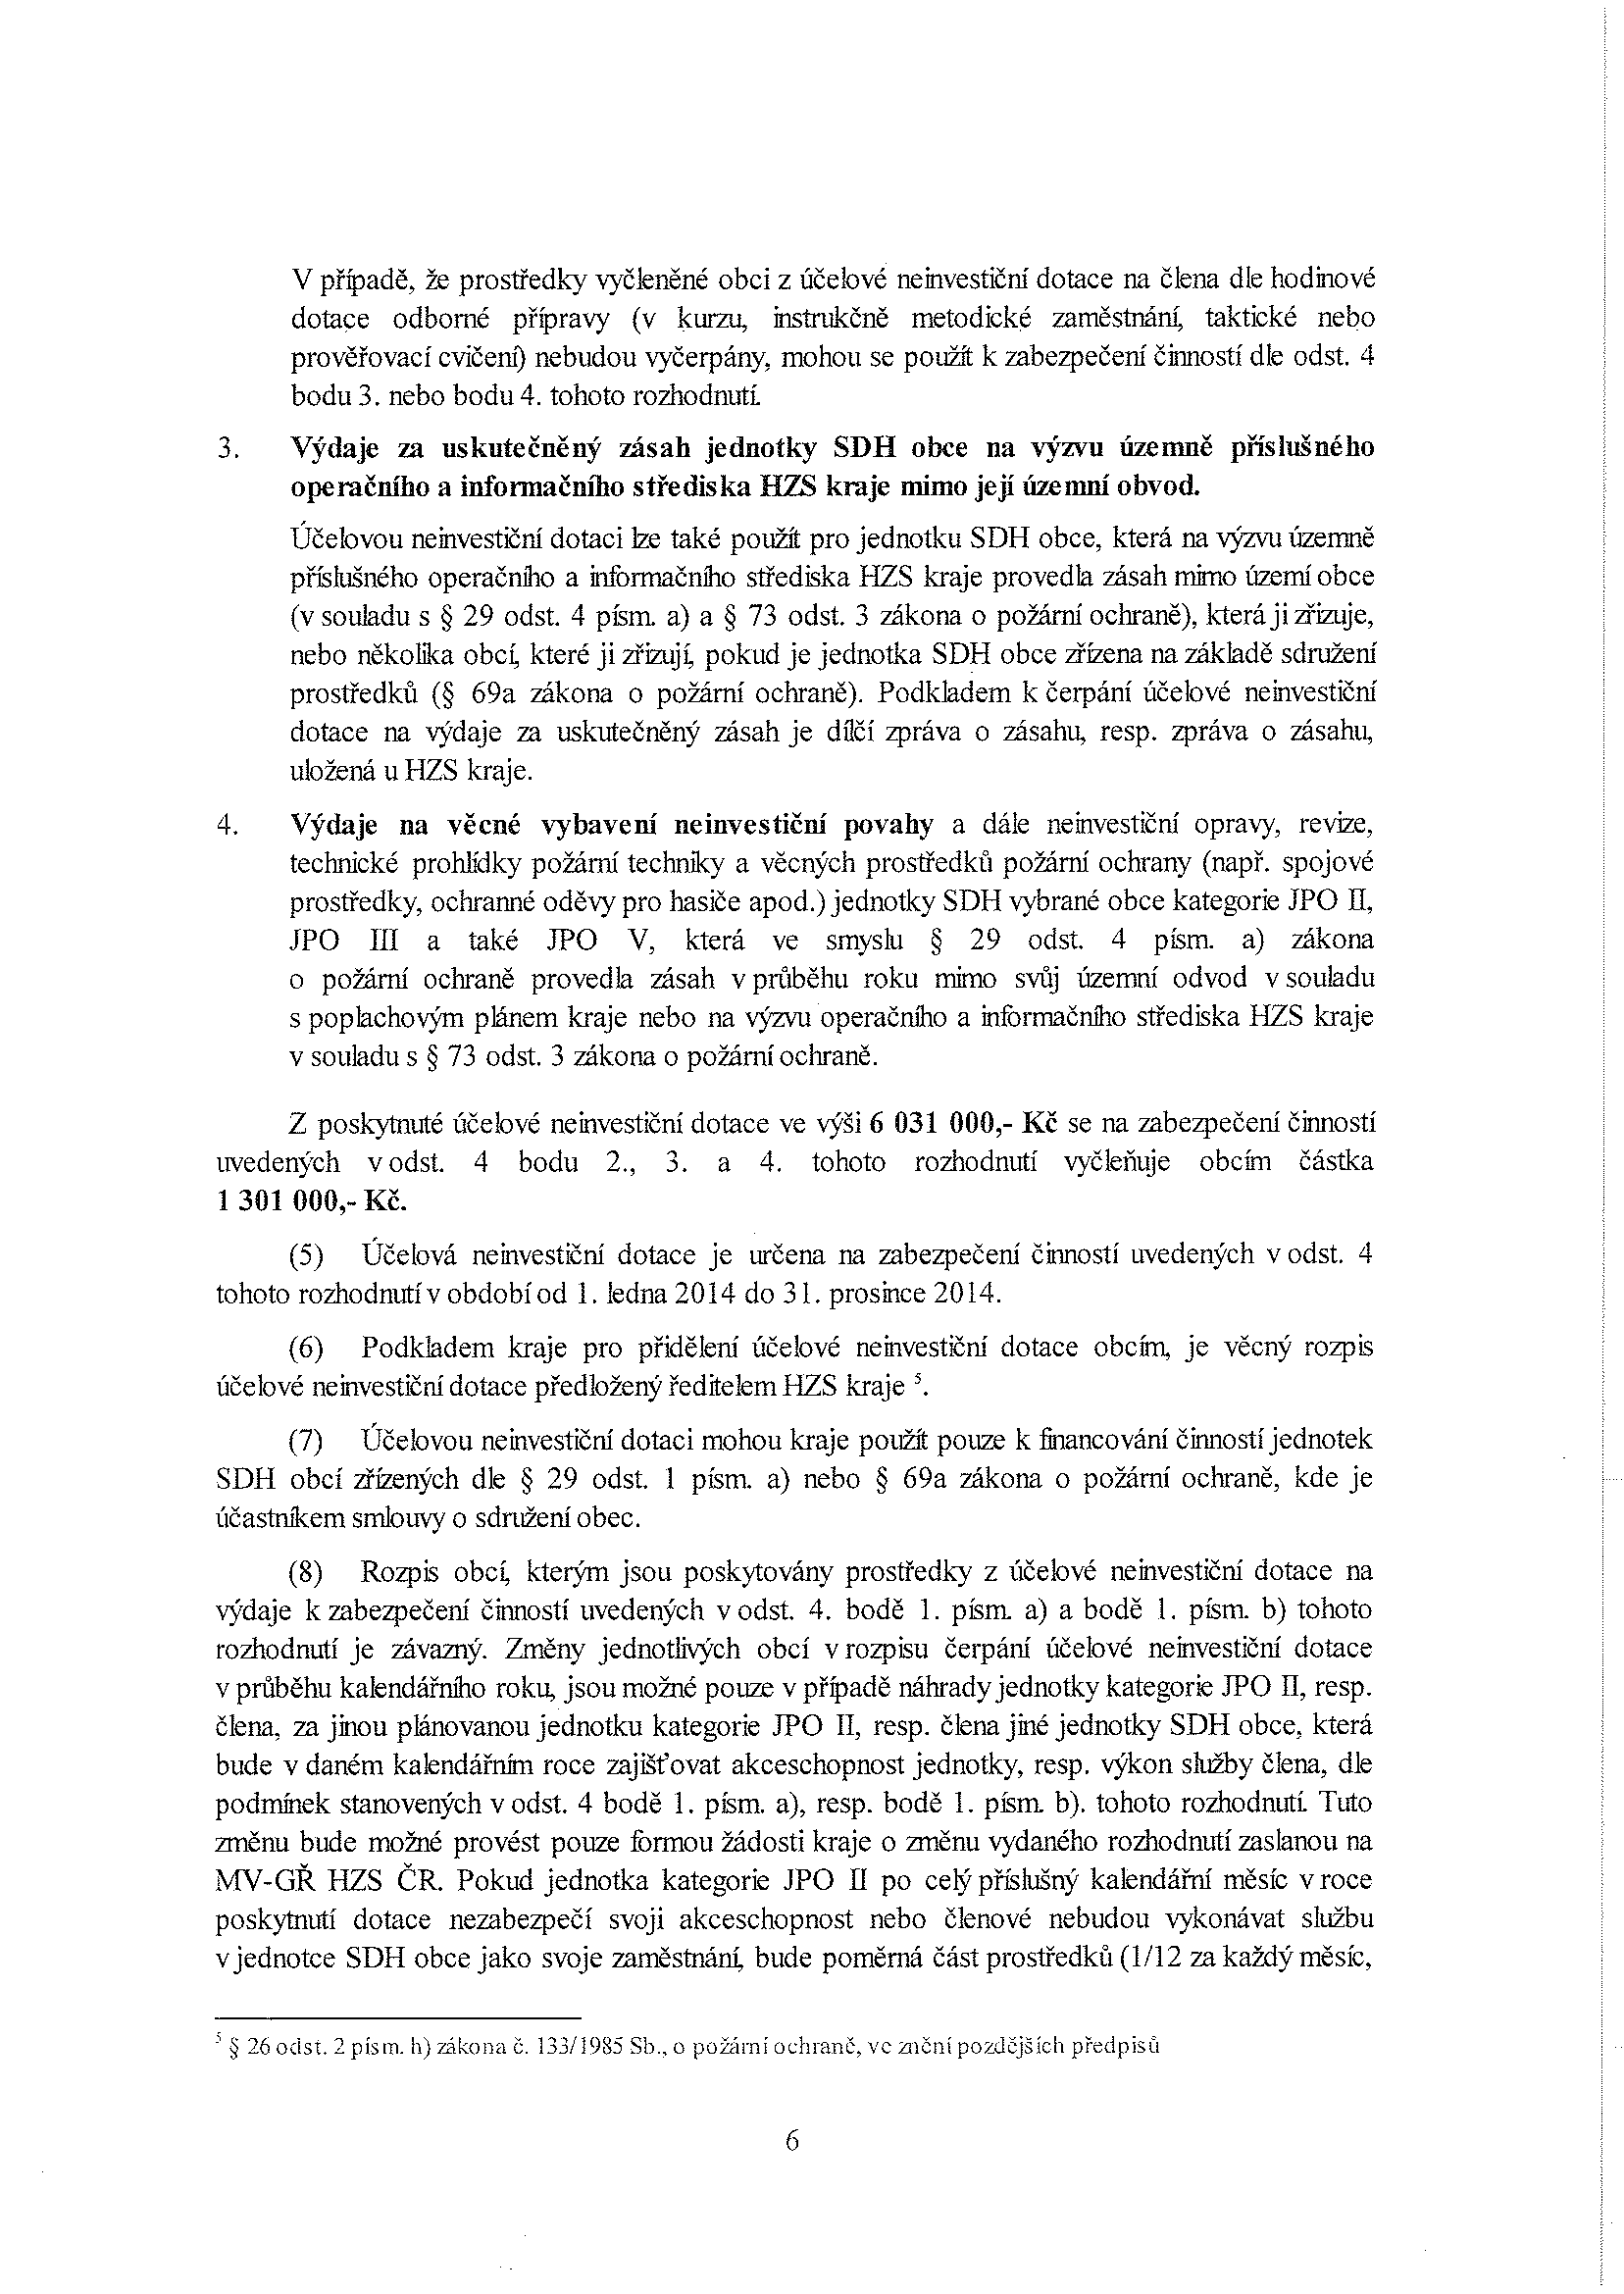 V případě, že prostředky vyčleněné obci z účelové neinvestiční dotace na člena dle hodinové
dotace odborné přípravy (v kurzu, instrukčně metodické zaměstnání, taktické nebo
prověřovací cvičení) nebudou vyčerpány, mohou se použít k zabezpečení činností dle odst. 4
bodu 3. nebo bodu 4. tohoto rozhodnutí.
3. Výdaje za uskutečněný zásah jednotky SDH obce na výzvu územně příslušného
operačního a informačního střediska HZS kraje mimo její územní obvod.
Účelovou neinvestiční dotaci lze také použít pro jednotku SDH obce, která na výzvu územně
příslušného operačního a informačního střediska HZS kraje provedla zásah mimo území obce
(v souladu s § 29 odst. 4 písm. a) a § 73 odst. 3 zákona o požární ochraně), která ji zřizuje,
nebo několika obcí, které ji zřizují, pokud je jednotka SDH obce zřízena na základě sdružení
prostředků (§ 69a zákona o požární ochraně). Podkladem k čerpání účelové neinvestiční
dotace na výdaje za uskutečněný zásah je dílčí zpráva o zásahu, resp. zpráva o zásahu,
uložená u HZS kraje.
4. Výdaje na věcné vybavení neinvestiční povahy a dále neinvestiční opravy, revize,
technické prohlídky požární techniky a věcných prostředků požární ochrany (např. spojové
prostředky, ochranné oděvy pro hasiče apod.) jednotky SDH vybrané obce kategorie JPO II,
JPO III a také JPO V, která ve smyslu § 29 odst. 4 písm. a) zákona
o požární ochraně provedla zásah v průběhu roku mimo svůj územní odvod v souladu
s poplachovým plánem kraje nebo na výzvu operačního a informačního střediska HZS kraje
v souladu s § 73 odst. 3 zákona o požární ochraně.
Z poskytnuté účelové neinvestiční dotace ve výši 6 031 000,- Kč se na zabezpečení činností
uvedených v odst. 4 bodu 2., 3. a 4. tohoto rozhodnutí vyčleňuje obcím částka
1 301 000,- Kč.
(5) Účelová neinvestiční dotace je určena na zabezpečení činností uvedených v odst. 4
tohoto rozhodnutí v období od 1. ledna 2014 do 31. prosince 2014.
(6) Podkladem kraje pro přidělení účelové neinvestiční dotace obcím, je věcný rozpis
účelové neinvestiční dotace předložený ředitelem HZS kraje ⁵.
(7) Účelovou neinvestiční dotaci mohou kraje použít pouze k financování činností jednotek
SDH obcí zřízených dle § 29 odst. 1 písm. a) nebo § 69a zákona o požární ochraně, kde je
účastníkem smlouvy o sdružení obec.
(8) Rozpis obcí, kterým jsou poskytovány prostředky z účelové neinvestiční dotace na
výdaje k zabezpečení činností uvedených v odst. 4. bodě 1. písm. a) a bodě 1. písm. b) tohoto
rozhodnutí je závazný. Změny jednotlivých obcí v rozpisu čerpání účelové neinvestiční dotace
v průběhu kalendářního roku, jsou možné pouze v případě náhrady jednotky kategorie JPO II, resp.
člena, za jinou plánovanou jednotku kategorie JPO II, resp. člena jiné jednotky SDH obce, která
bude v daném kalendářním roce zajišťovat akceschopnost jednotky, resp. výkon služby člena, dle
podmínek stanovených v odst. 4 bodě 1. písm. a), resp. bodě 1. písm. b). tohoto rozhodnutí. Tuto
změnu bude možné provést pouze formou žádosti kraje o změnu vydaného rozhodnutí zaslanou na
MV-GŘ HZS ČR. Pokud jednotka kategorie JPO II po celý příslušný kalendářní měsíc v roce
poskytnutí dotace nezabezpečí svoji akceschopnost nebo členové nebudou vykonávat službu
v jednotce SDH obce jako svoje zaměstnání, bude poměrná část prostředků (1/12 za každý měsíc,
⁵ § 26 odst. 2 písm. h) zákona č. 133/1985 Sb., o požární ochraně, ve znění pozdějších předpisů
6